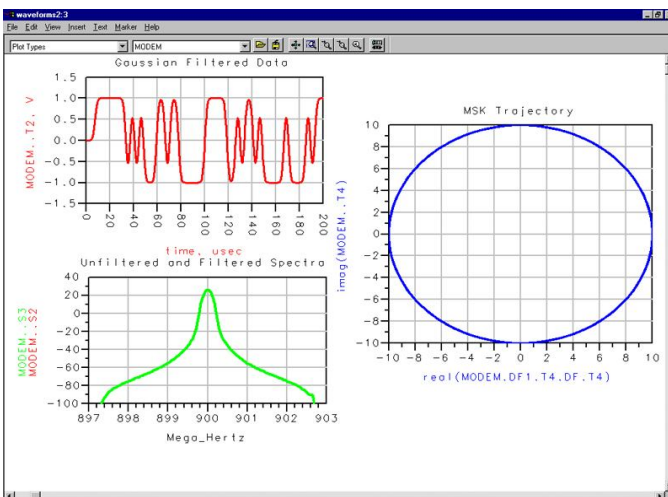 waveforms2:3
File Edit View Insert Text Marker Help
Plot Types MODEM
Gaussian Filtered Data
MODEM..T2, V
1.5
1.0
0.5
0.0
-0.5
-1.0
-1.5
0 20 40 60 80 100 120 140 160 180 200
time, usec
Unfiltered and Filtered Spectra
MODEM..S3
MODEM..S2
40
20
0
-20
-40
-60
-80
-100
897 898 899 900 901 902 903
Mega_Hertz
MSK Trajectory
imag(MODEM..T4)
10
8
6
4
2
0
-2
-4
-6
-8
-10
-10 -8 -6 -4 -2 0 2 4 6 8 10
real(MODEM.DF1.T4.DF.T4)